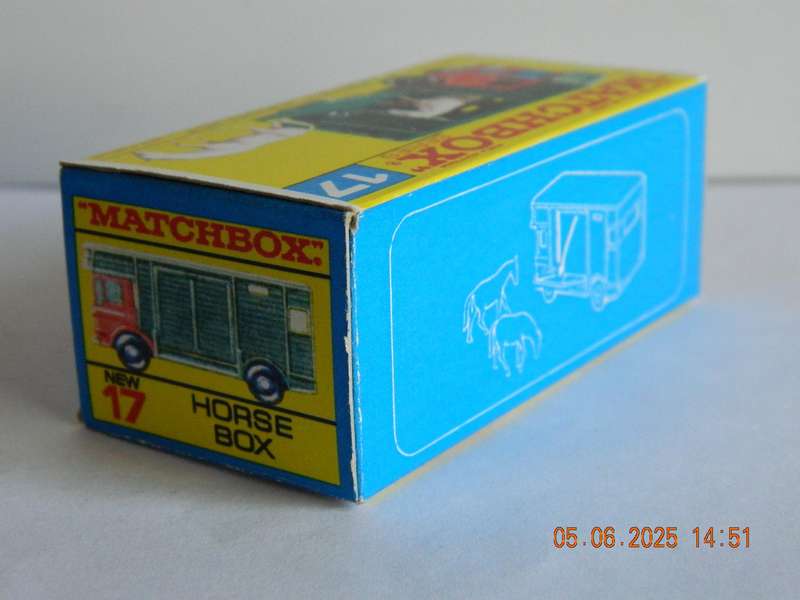 "MATCHBOX"
17
"MATCHBOX."
NEW
17
HORSE
BOX
05.06.2025 14:51